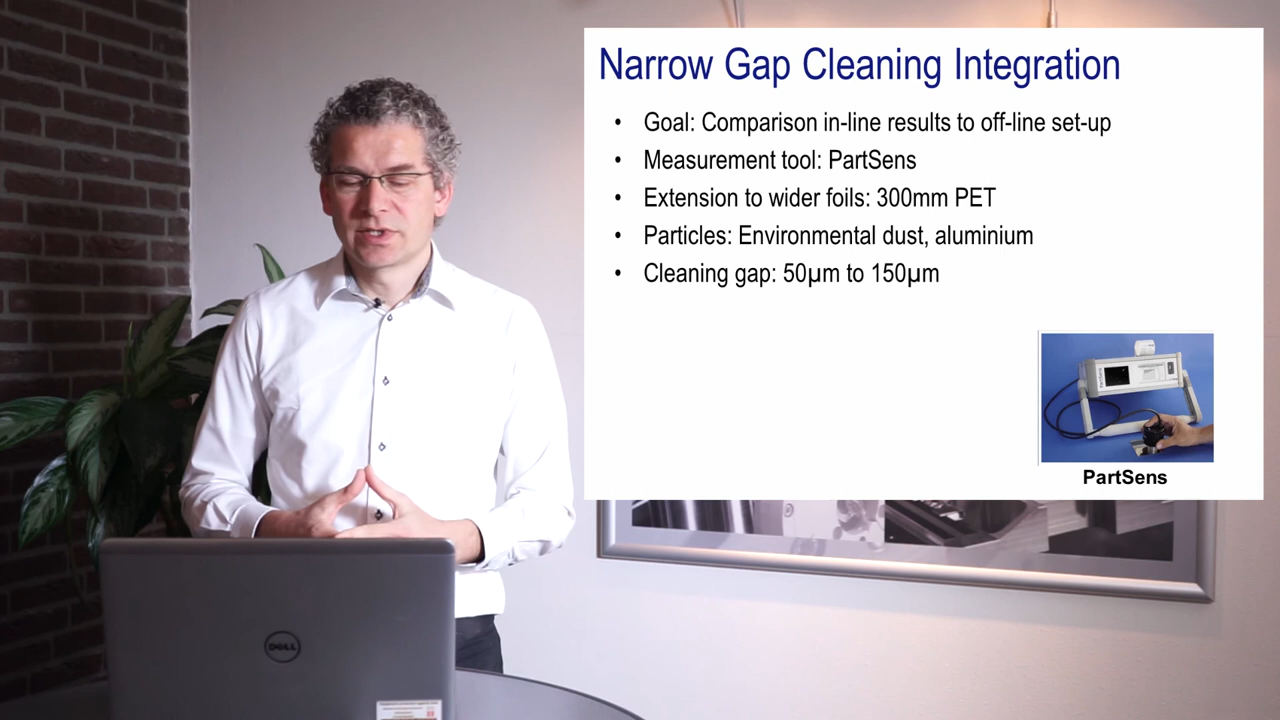 Narrow Gap Cleaning Integration
• Goal: Comparison in-line results to off-line set-up
• Measurement tool: PartSens
• Extension to wider foils: 300mm PET
• Particles: Environmental dust, aluminium
• Cleaning gap: 50µm to 150µm
PartSens
DELL